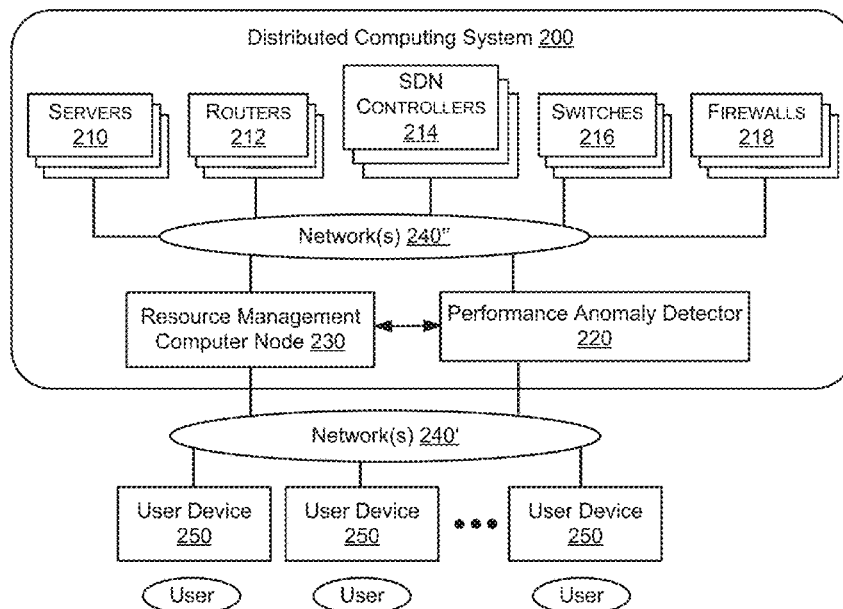 Distributed Computing System 200
SERVERS
210
ROUTERS
212
SDN
CONTROLLERS
214
SWITCHES
216
FIREWALLS
218
Network(s) 240"
Resource Management
Computer Node 230
Performance Anomaly Detector
220
Network(s) 240'
User Device
250
User Device
250
User Device
250
User
User
User